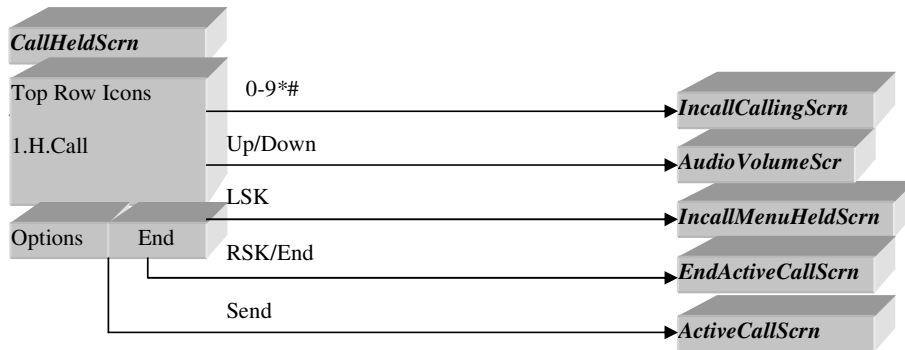 CallHeldScrn
Top Row Icons
1.H.Call
Options
End
0-9*#
IncallCallingScrn
Up/Down
AudioVolumeScr
LSK
IncallMenuHeldScrn
RSK/End
EndActiveCallScrn
Send
ActiveCallScrn